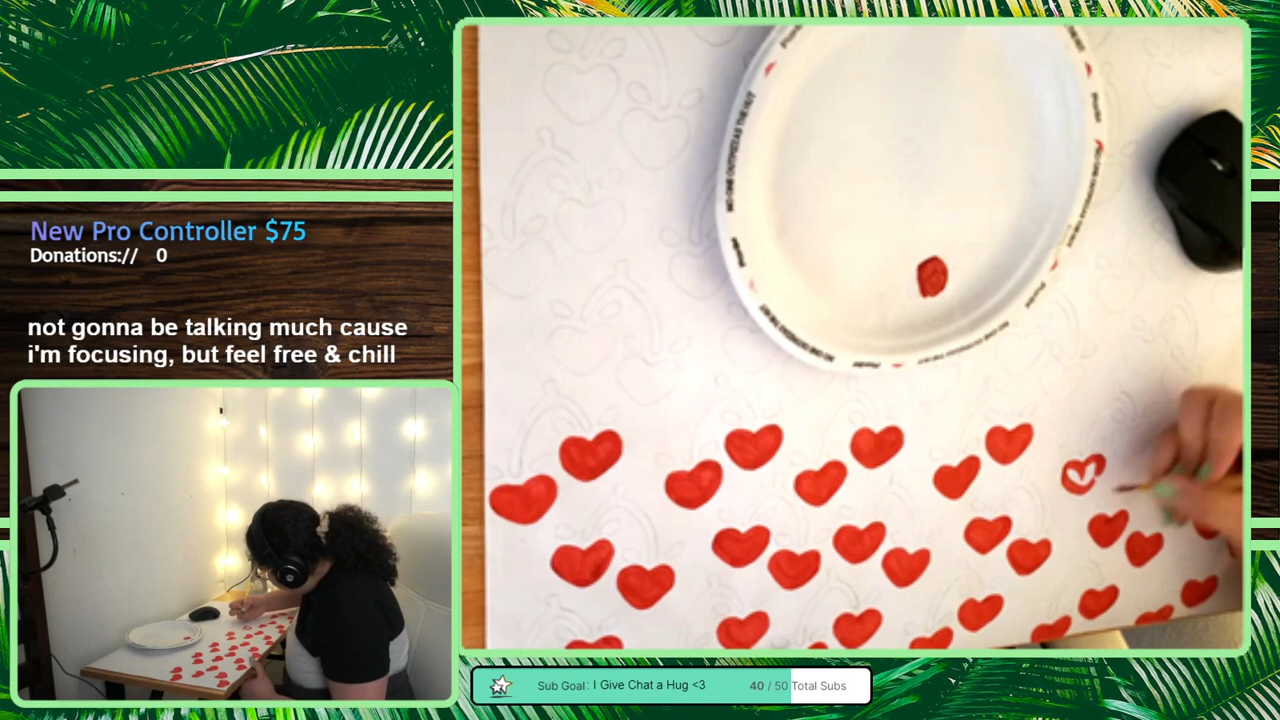 New Pro Controller $75
Donations:// 0
not gonna be talking much cause
i'm focusing, but feel free & chill
Sub Goal: I Give Chat a Hug <3 40 / 50 Total Subs